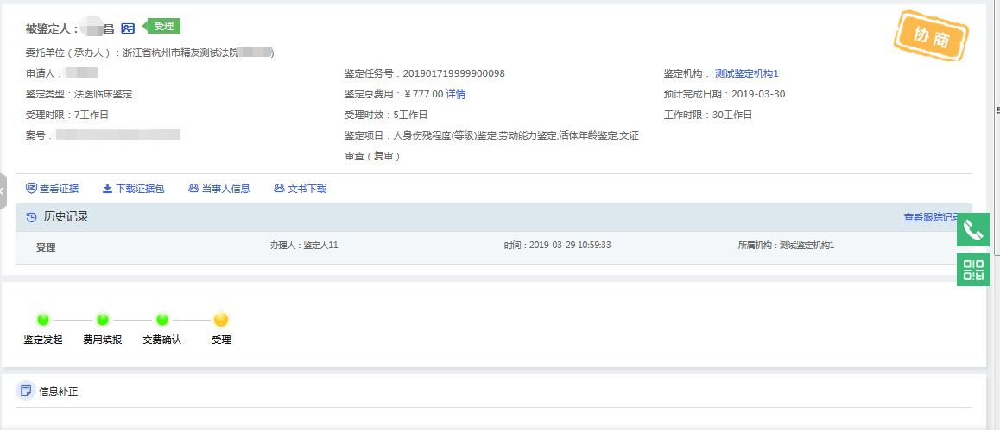 被鉴定人：昌 受理
协商
委托单位（承办人）：浙江省杭州市精友测试法院)
申请人： 鉴定任务号：201901719999900098 鉴定机构： 测试鉴定机构1
鉴定类型：法医临床鉴定 鉴定总费用：￥777.00 详情 预计完成日期：2019-03-30
受理时限：7工作日 受理时效：5工作日 工作时限：30工作日
案号： 鉴定项目：人身伤残程度(等级)鉴定,劳动能力鉴定,活体年龄鉴定,文证
审查（复审）
查看证据 下载证据包 当事人信息 文书下载
历史记录 查看跟踪记录
受理 办理人：鉴定人11 时间：2019-03-29 10:59:33 所属机构：测试鉴定机构1
鉴定发起 费用填报 交费确认 受理
信息补正